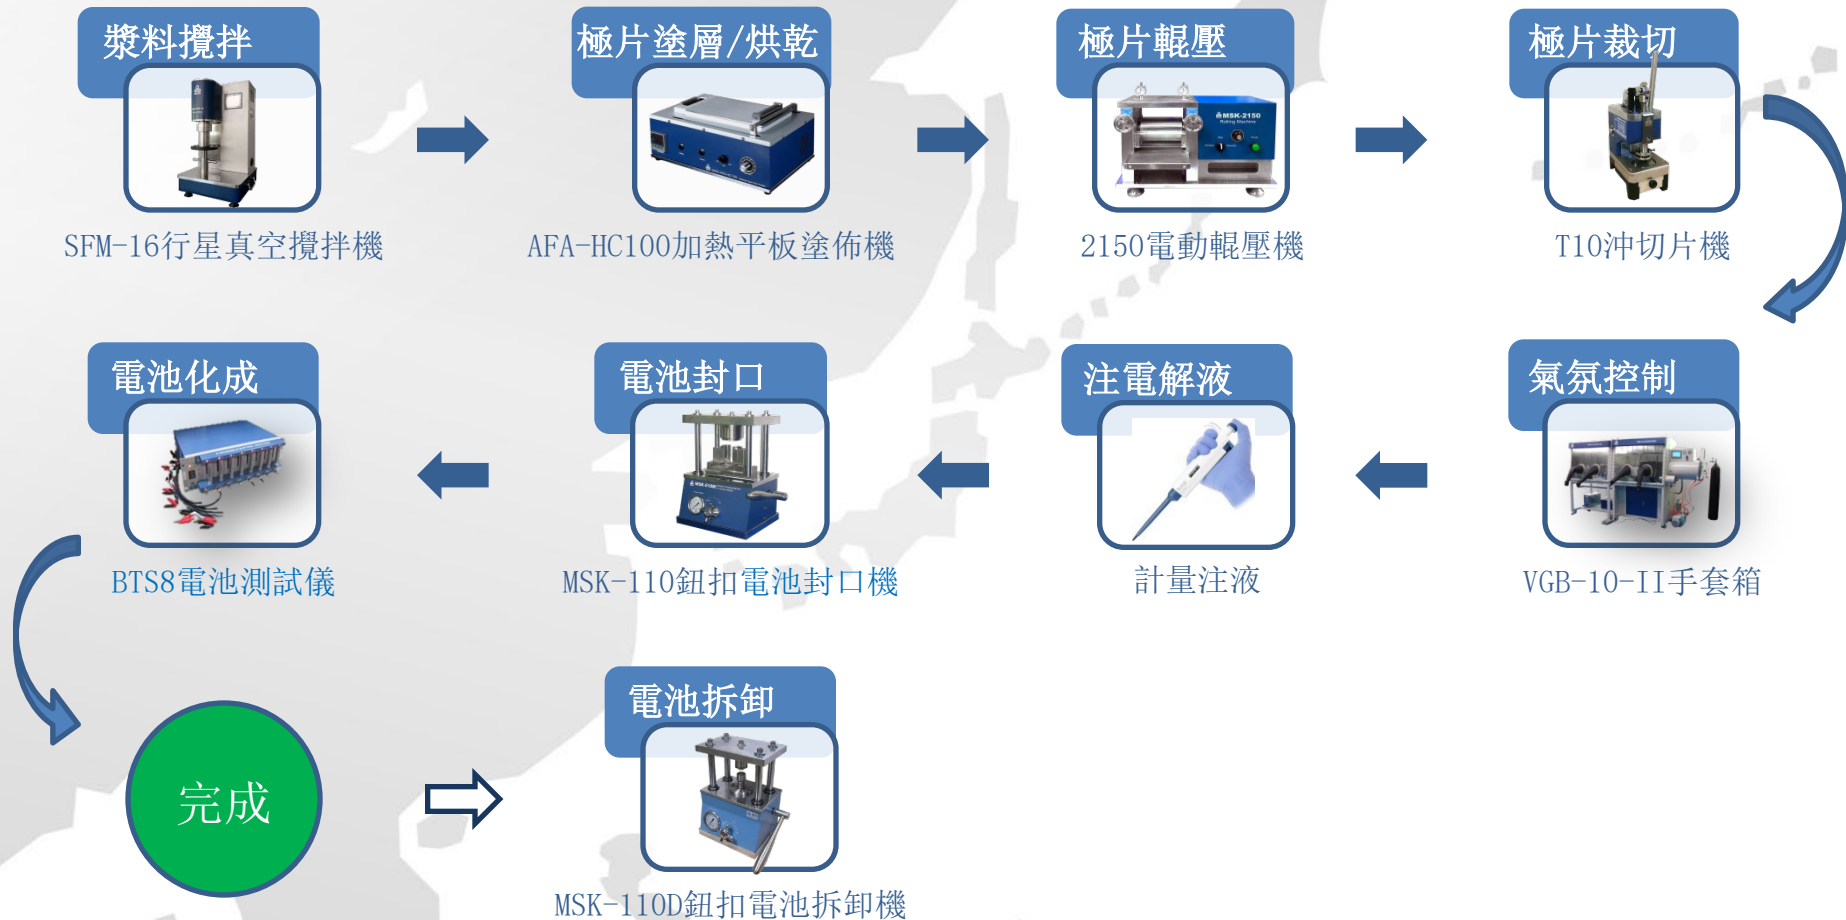 漿料攪拌
SFM-16行星真空攪拌機
極片塗層/烘乾
AFA-HC100加熱平板塗佈機
極片輥壓
MSK-2150
Rolling Machine
2150電動輥壓機
極片裁切
T10沖切片機
氣氛控制
VGB-10-II手套箱
注電解液
計量注液
電池封口
MSK-110鈕扣電池封口機
電池化成
BTS8電池測試儀
完成
電池拆卸
MSK-110D鈕扣電池拆卸機